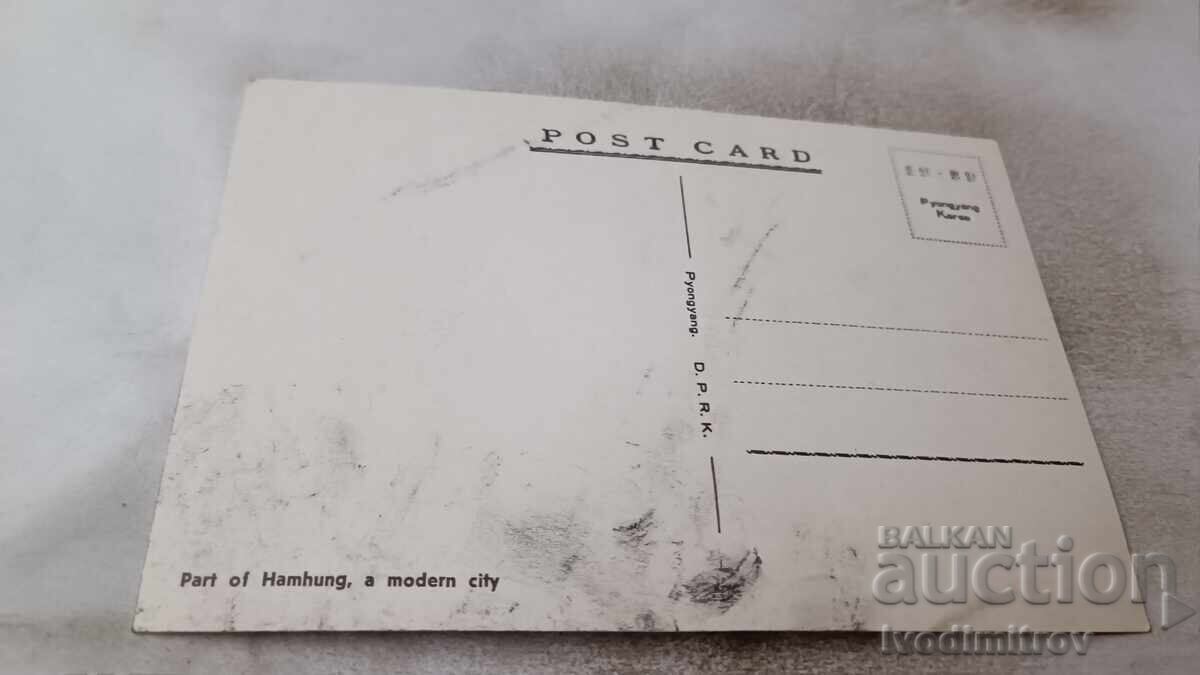 POST CARD
Pyongyang
Korea
Pyongyang. D. P. R. K.
Part of Hamhung, a modern city
BALKAN
auction
IvoDImitrov